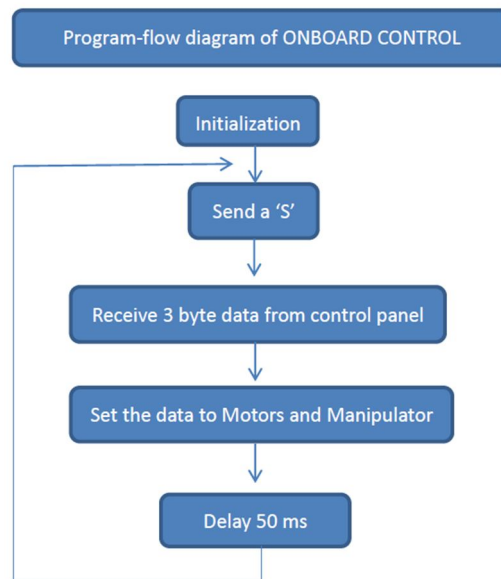 Program-flow diagram of ONBOARD CONTROL
Initialization
Send a ‘S’
Receive 3 byte data from control panel
Set the data to Motors and Manipulator
Delay 50 ms